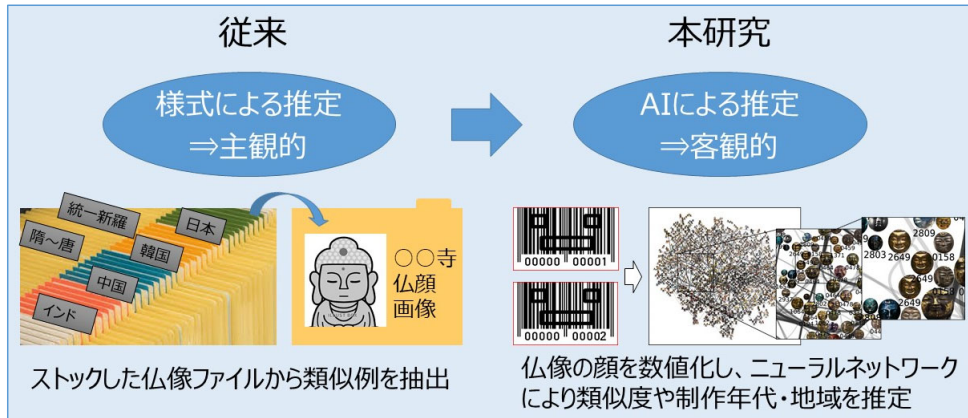 従来
本研究
様式による推定
⇒主観的
AIによる推定
⇒客観的
統一新羅
日本
隋～唐
韓国
中国
インド
○○寺
仏顔
画像
00000 00001
00000 00002
2809
2803
2649
0158
2649
2649
ストックした仏像ファイルから類似例を抽出
仏像の顔を数値化し、ニューラルネットワーク
により類似度や制作年代・地域を推定